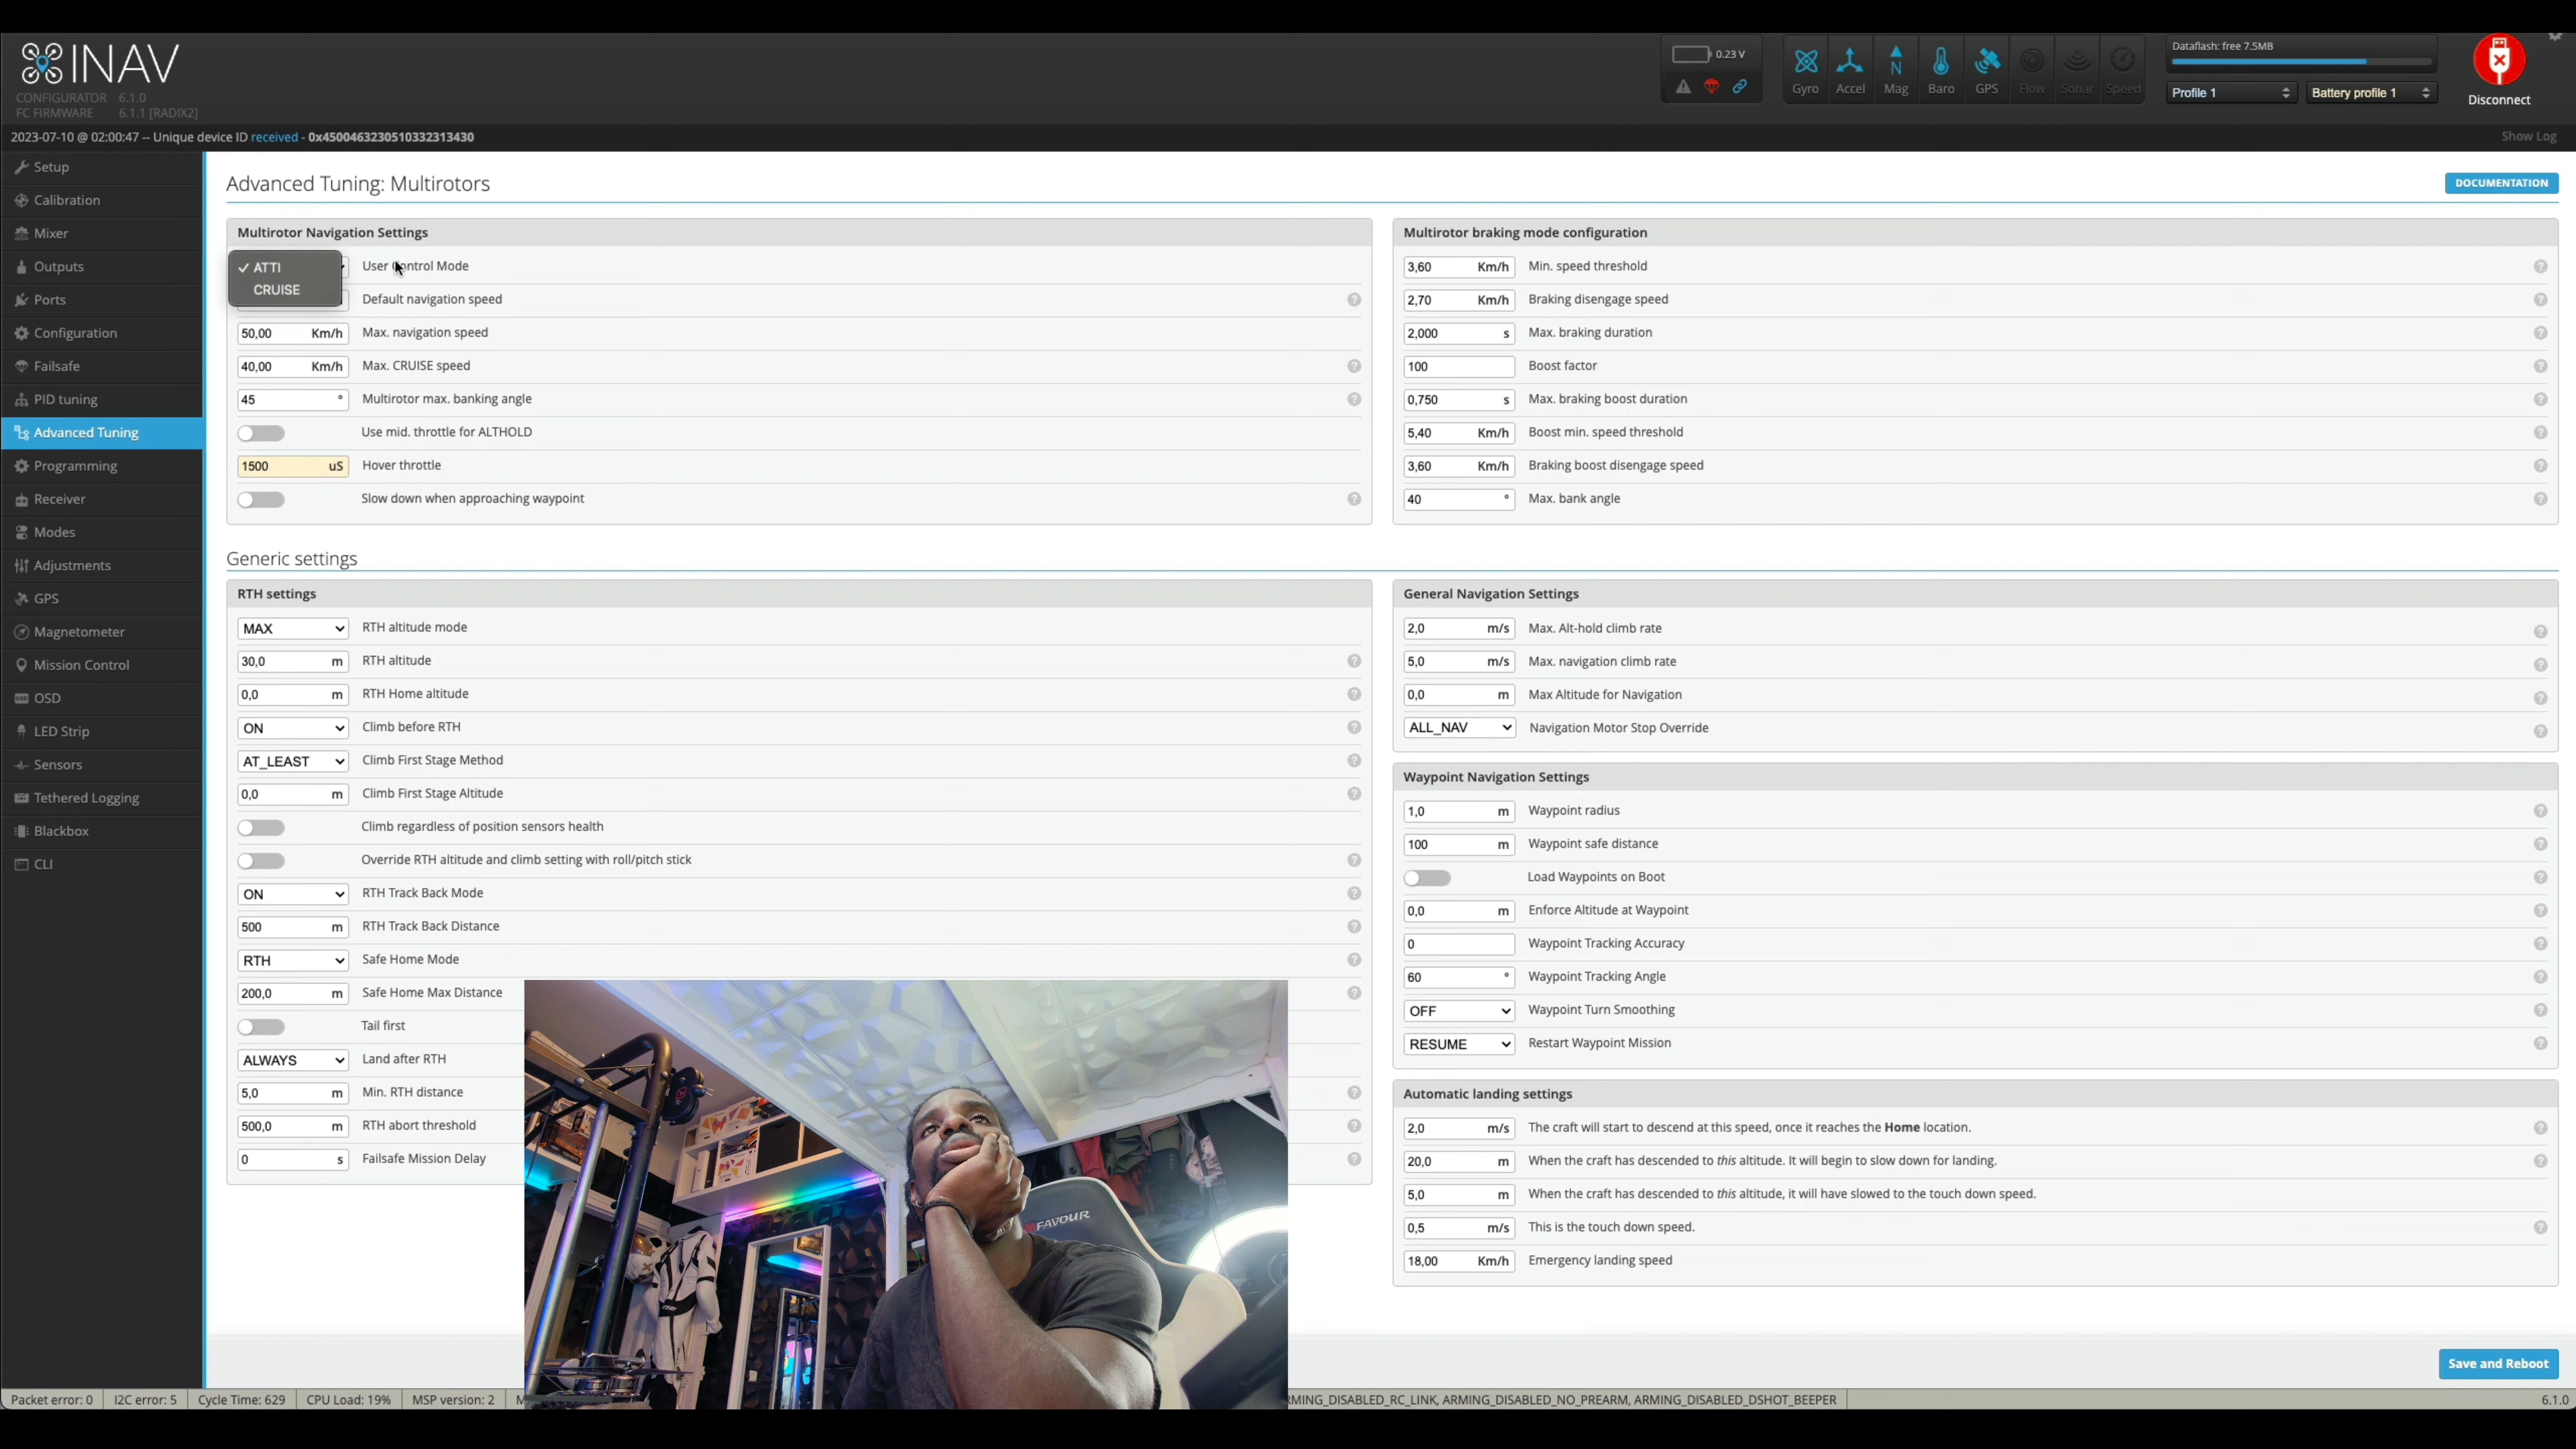 INAV
CONFIGURATOR 6.1.0
FC FIRMWARE 6.1.1 [RADIX2]
0.23 V
Gyro
Accel
Mag
Baro
GPS
Flow
Sonar
Speed
Dataflash: free 7.5MB
Profile 1
Battery profile 1
Disconnect
2023-07-10 @ 02:00:47 -- Unique device ID received - 0x4500463230510332313430
Show Log
Setup
Calibration
Mixer
Outputs
Ports
Configuration
Failsafe
PID tuning
Advanced Tuning
Programming
Receiver
Modes
Adjustments
GPS
Magnetometer
Mission Control
OSD
LED Strip
Sensors
Tethered Logging
Blackbox
CLI
Advanced Tuning: Multirotors
DOCUMENTATION
Multirotor Navigation Settings
ATTI
CRUISE
User Control Mode
Default navigation speed
50,00 Km/h Max. navigation speed
40,00 Km/h Max. CRUISE speed
45 ° Multirotor max. banking angle
Use mid. throttle for ALTHOLD
1500 uS Hover throttle
Slow down when approaching waypoint
Multirotor braking mode configuration
3,60 Km/h Min. speed threshold
2,70 Km/h Braking disengage speed
2,000 s Max. braking duration
100 Boost factor
0,750 s Max. braking boost duration
5,40 Km/h Boost min. speed threshold
3,60 Km/h Braking boost disengage speed
40 ° Max. bank angle
Generic settings
RTH settings
MAX RTH altitude mode
30,0 m RTH altitude
0,0 m RTH Home altitude
ON Climb before RTH
AT_LEAST Climb First Stage Method
0,0 m Climb First Stage Altitude
Climb regardless of position sensors health
Override RTH altitude and climb setting with roll/pitch stick
ON RTH Track Back Mode
500 m RTH Track Back Distance
RTH Safe Home Mode
200,0 m Safe Home Max Distance
Tail first
ALWAYS Land after RTH
5,0 m Min. RTH distance
500,0 m RTH abort threshold
0 s Failsafe Mission Delay
General Navigation Settings
2,0 m/s Max. Alt-hold climb rate
5,0 m/s Max. navigation climb rate
0,0 m Max Altitude for Navigation
ALL_NAV Navigation Motor Stop Override
Waypoint Navigation Settings
1,0 m Waypoint radius
100 m Waypoint safe distance
Load Waypoints on Boot
0,0 m Enforce Altitude at Waypoint
0 Waypoint Tracking Accuracy
60 ° Waypoint Tracking Angle
OFF Waypoint Turn Smoothing
RESUME Restart Waypoint Mission
Automatic landing settings
2,0 m/s The craft will start to descend at this speed, once it reaches the Home location.
20,0 m When the craft has descended to this altitude. It will begin to slow down for landing.
5,0 m When the craft has descended to this altitude, it will have slowed to the touch down speed.
0,5 m/s This is the touch down speed.
18,00 Km/h Emergency landing speed
Save and Reboot
Packet error: 0 I2C error: 5 Cycle Time: 629 CPU Load: 19% MSP version: 2 ARMING_DISABLED_NO_PREARM, ARMING_DISABLED_DSHOT_BEEPER 6.1.0